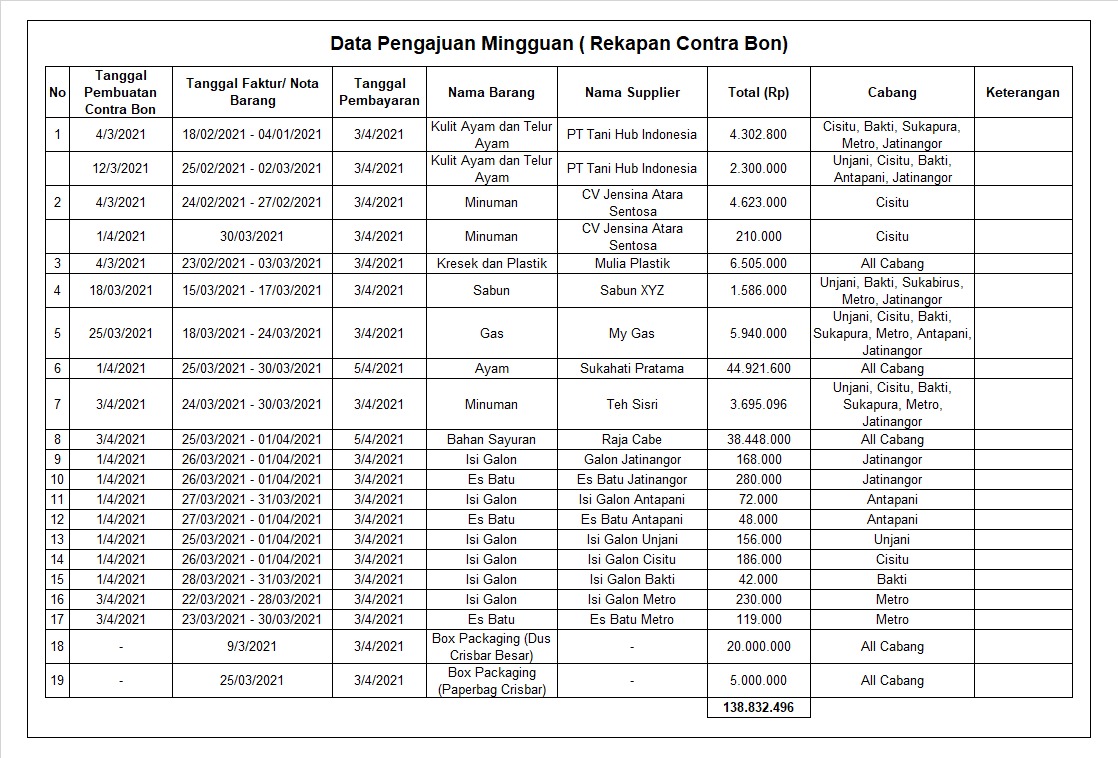 Data Pengajuan Mingguan ( Rekapan Contra Bon)
No Tanggal Pembuatan Contra Bon Tanggal Faktur/ Nota Barang Tanggal Pembayaran Nama Barang Nama Supplier Total (Rp) Cabang Keterangan
1 4/3/2021 18/02/2021 - 04/01/2021 3/4/2021 Kulit Ayam dan Telur Ayam PT Tani Hub Indonesia 4.302.800 Cisitu, Bakti, Sukapura, Metro, Jatinangor
12/3/2021 25/02/2021 - 02/03/2021 3/4/2021 Kulit Ayam dan Telur Ayam PT Tani Hub Indonesia 2.300.000 Unjani, Cisitu, Bakti, Antapani, Jatinangor
2 4/3/2021 24/02/2021 - 27/02/2021 3/4/2021 Minuman CV Jensina Atara Sentosa 4.623.000 Cisitu
1/4/2021 30/03/2021 3/4/2021 Minuman CV Jensina Atara Sentosa 210.000 Cisitu
3 4/3/2021 23/02/2021 - 03/03/2021 3/4/2021 Kresek dan Plastik Mulia Plastik 6.505.000 All Cabang
4 18/03/2021 15/03/2021 - 17/03/2021 3/4/2021 Sabun Sabun XYZ 1.586.000 Unjani, Bakti, Sukabirus, Metro, Jatinangor
5 25/03/2021 18/03/2021 - 24/03/2021 3/4/2021 Gas My Gas 5.940.000 Unjani, Cisitu, Bakti, Sukapura, Metro, Antapani, Jatinangor
6 1/4/2021 25/03/2021 - 30/03/2021 5/4/2021 Ayam Sukahati Pratama 44.921.600 All Cabang
7 3/4/2021 24/03/2021 - 30/03/2021 3/4/2021 Minuman Teh Sisri 3.695.096 Unjani, Cisitu, Bakti, Sukapura, Metro, Jatinangor
8 3/4/2021 25/03/2021 - 01/04/2021 5/4/2021 Bahan Sayuran Raja Cabe 38.448.000 All Cabang
9 1/4/2021 26/03/2021 - 01/04/2021 3/4/2021 Isi Galon Galon Jatinangor 168.000 Jatinangor
10 1/4/2021 26/03/2021 - 01/04/2021 3/4/2021 Es Batu Es Batu Jatinangor 280.000 Jatinangor
11 1/4/2021 27/03/2021 - 31/03/2021 3/4/2021 Isi Galon Isi Galon Antapani 72.000 Antapani
12 1/4/2021 27/03/2021 - 01/04/2021 3/4/2021 Es Batu Es Batu Antapani 48.000 Antapani
13 1/4/2021 25/03/2021 - 01/04/2021 3/4/2021 Isi Galon Isi Galon Unjani 156.000 Unjani
14 1/4/2021 26/03/2021 - 01/04/2021 3/4/2021 Isi Galon Isi Galon Cisitu 186.000 Cisitu
15 1/4/2021 28/03/2021 - 31/03/2021 3/4/2021 Isi Galon Isi Galon Bakti 42.000 Bakti
16 3/4/2021 22/03/2021 - 28/03/2021 3/4/2021 Isi Galon Isi Galon Metro 230.000 Metro
17 3/4/2021 23/03/2021 - 30/03/2021 3/4/2021 Es Batu Es Batu Metro 119.000 Metro
18 - 9/3/2021 3/4/2021 Box Packaging (Dus Crisbar Besar) - 20.000.000 All Cabang
19 - 25/03/2021 3/4/2021 Box Packaging (Paperbag Crisbar) - 5.000.000 All Cabang
138.832.496